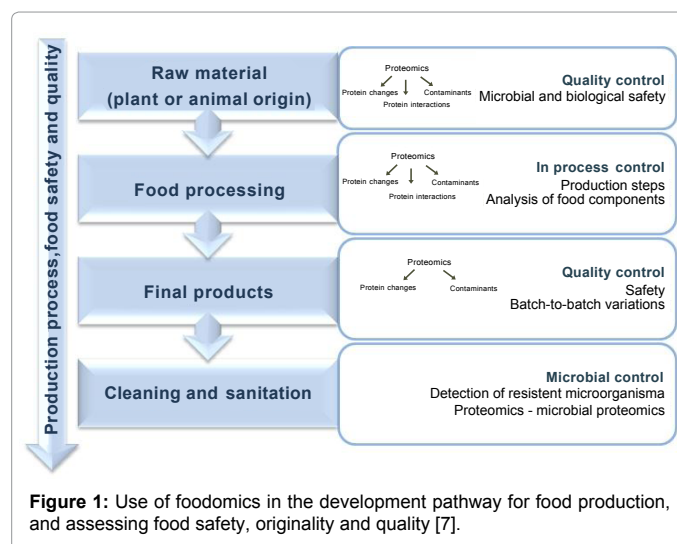 Production process,food safety and quality
Raw material
(plant or animal origin)
Proteomics
Protein changes
Contaminants
Protein interactions
Quality control
Microbial and biological safety
Food processing
Proteomics
Protein changes
Contaminants
Protein interactions
In process control
Production steps
Analysis of food components
Final products
Proteomics
Protein changes
Contaminants
Quality control
Safety
Batch-to-batch variations
Cleaning and sanitation
Microbial control
Detection of resistent microorganisma
Proteomics - microbial proteomics
Figure 1: Use of foodomics in the development pathway for food production,
and assessing food safety, originality and quality [7].